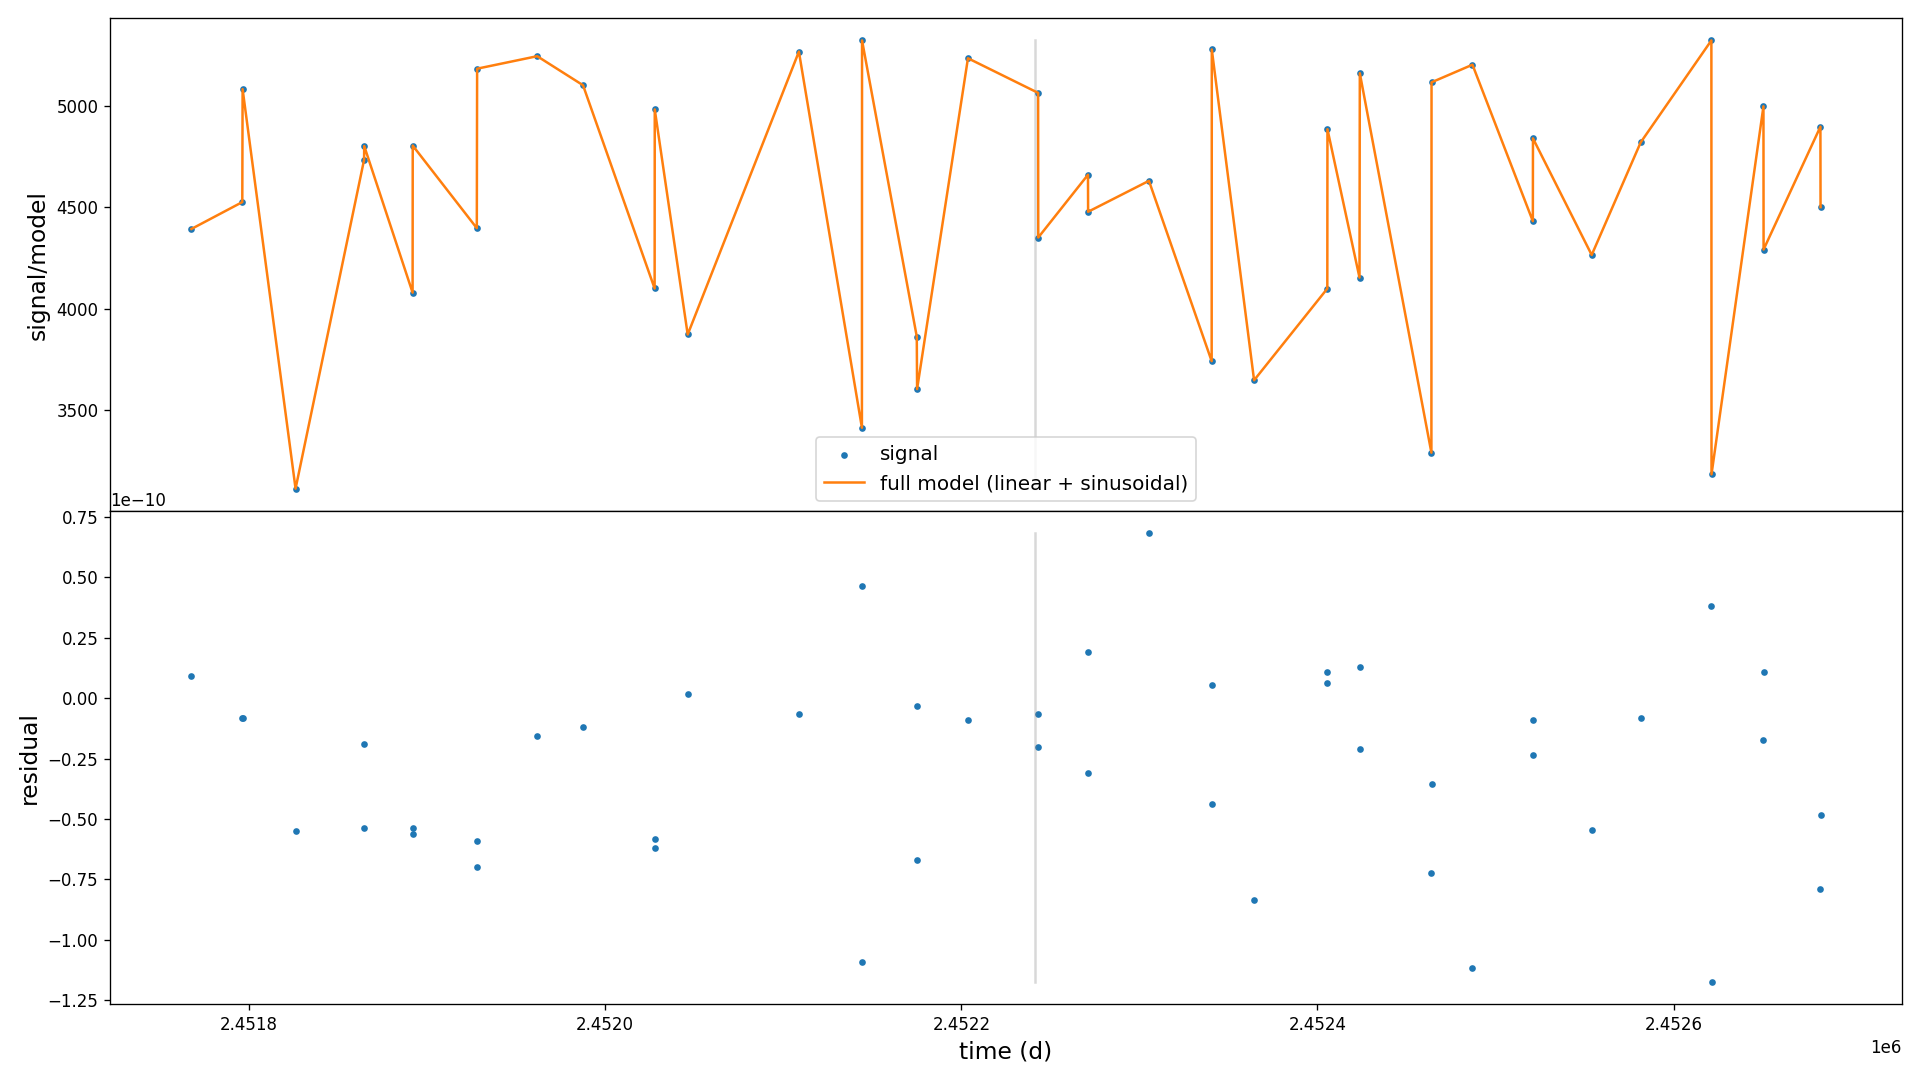 5000
4500
4000
3500
signal/model
signal
full model (linear + sinusoidal)
1e−10
0.75
0.50
0.25
0.00
−0.25
−0.50
−0.75
−1.00
−1.25
residual
2.4518
2.4520
2.4522
2.4524
2.4526
time (d)
1e6